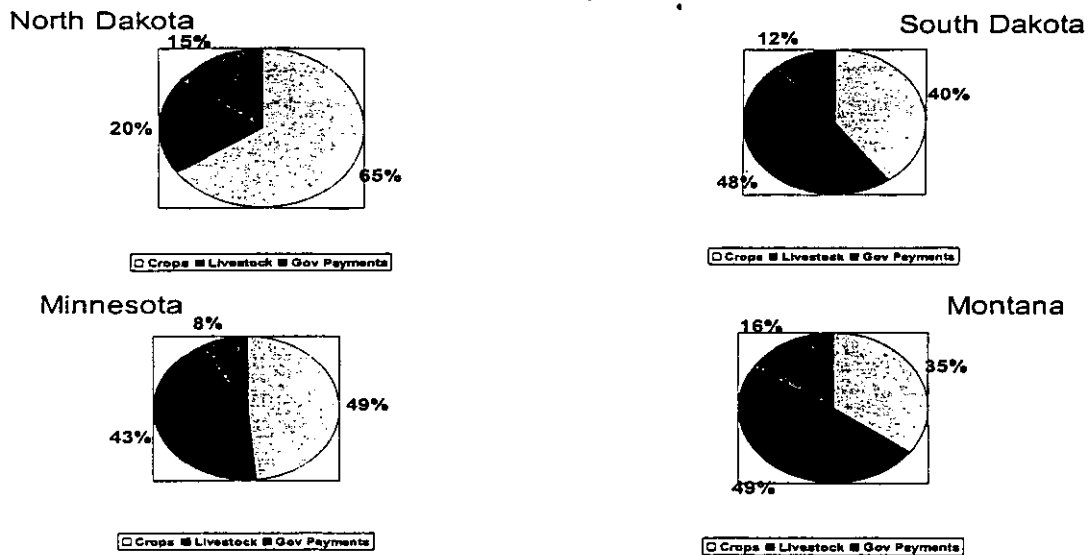 North Dakota
15%
20%
65%
Crops Livestock Gov Payments
South Dakota
12%
40%
48%
Crops Livestock Gov Payments
Minnesota
8%
49%
43%
Crops Livestock Gov Payments
Montana
16%
35%
49%
Crops Livestock Gov Payments